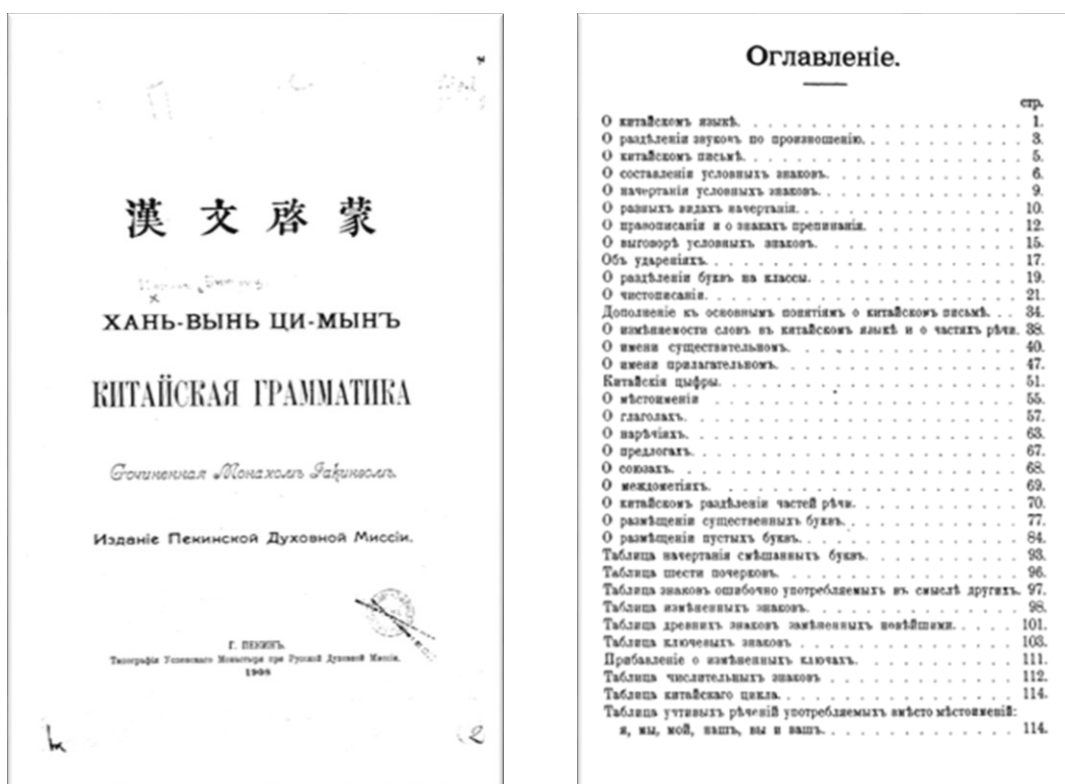 漢文啓蒙
ХАНЬ-ВЫНЬ ЦИ-МЫНЪ
КИТАЙСКАЯ ГРАММАТИКА
Сочиненная Монахомъ Іакинѳомъ.
Изданіе Пекинской Духовной Миссіи.
Г. ПЕКИНЪ.
Типографія Успенскаго Монастыря при Русской Духовной Миссіи.
1908
2
Оглавленіе.
стр.
О китайскомъ языкѣ. 1.
О раздѣленіи звуковъ по произношенію. 3.
О китайскомъ письмѣ. 5.
О составленіи условныхъ знаковъ. 6.
О начертаніи условныхъ знаковъ. 9.
О разныхъ видахъ начертанія. 10.
О правописаніи и о знакахъ препинанія. 12.
О выговорѣ условныхъ знаковъ. 15.
Объ удареніяхъ. 17.
О раздѣленіи буквъ на классы. 19.
О чистописаніи. 21.
Дополненіе къ основнымъ понятіямъ о китайскомъ письмѣ. 34.
О измѣняемости словъ въ китайскомъ языкѣ и о частяхъ рѣчи. 38.
О имени существительномъ. 40.
О имени прилагательномъ. 47.
Китайскія цыфры. 51.
О мѣстоименіи 55.
О глаголахъ. 57.
О нарѣчіяхъ. 63.
О предлогахъ. 67.
О союзахъ. 68.
О междометіяхъ. 69.
О китайскомъ раздѣленіи частей рѣчи. 70.
О размѣщеніи существенныхъ буквъ. 77.
О размѣщеніи пустыхъ буквъ. 84.
Таблица начертанія смѣшанныхъ буквъ. 93.
Таблица шести почерковъ. 96.
Таблица знаковъ ошибочно употребляемыхъ въ смыслѣ другихъ. 97.
Таблица измѣненныхъ знаковъ. 98.
Таблица древнихъ знаковъ замѣненныхъ новѣйшими. 101.
Таблица ключевыхъ знаковъ 103.
Прибавленіе о измѣненныхъ ключахъ. 111.
Таблица числительныхъ знаковъ 112.
Таблица китайскаго цикла. 114.
Таблица учтивыхъ рѣченій употребляемыхъ вмѣсто мѣстоименій:
я, мы, мой, нашъ, вы и вашъ. 114.